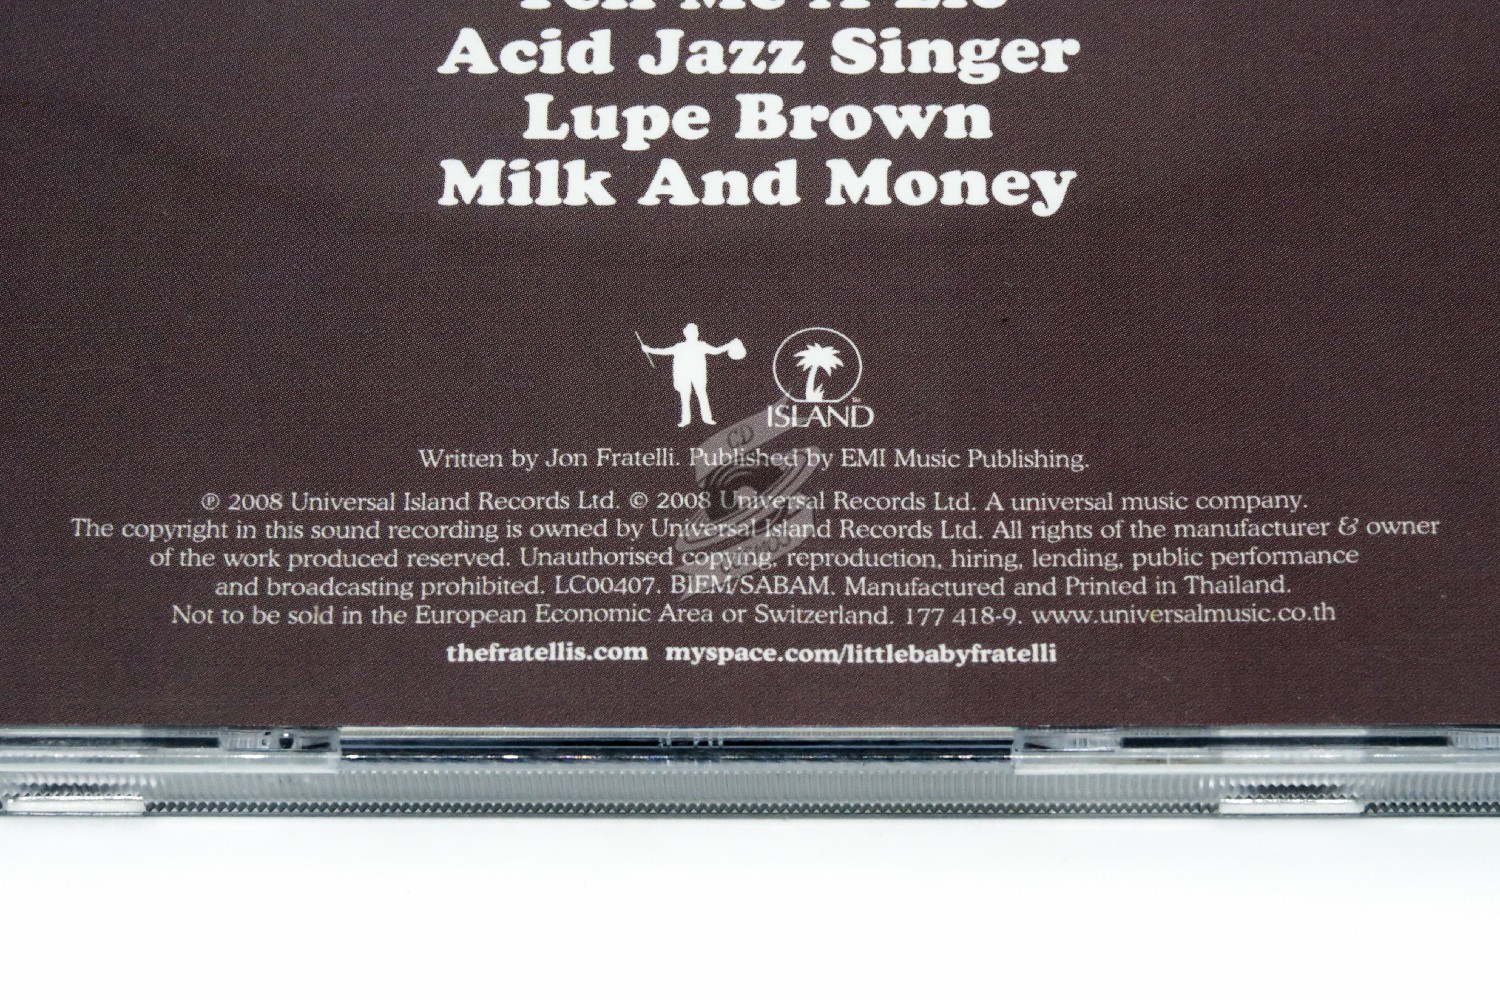 Tell Me A Lie
Acid Jazz Singer
Lupe Brown
Milk And Money
ISLAND
Written by Jon Fratelli. Published by EMI Music Publishing.
℗ 2008 Universal Island Records Ltd. © 2008 Universal Records Ltd. A universal music company.
The copyright in this sound recording is owned by Universal Island Records Ltd. All rights of the manufacturer & owner
of the work produced reserved. Unauthorised copying, reproduction, hiring, lending, public performance
and broadcasting prohibited. LC00407. BIEM/SABAM. Manufactured and Printed in Thailand.
Not to be sold in the European Economic Area or Switzerland. 177 418-9. www.universalmusic.co.th
thefratellis.com myspace.com/littlebabyfratelli